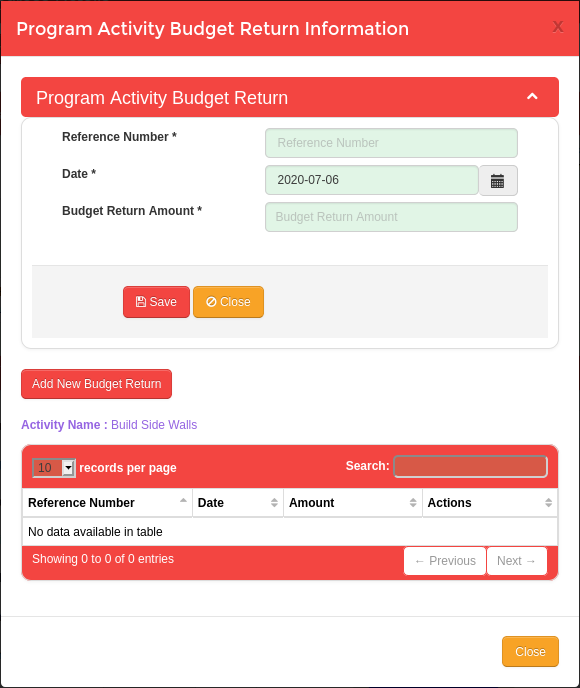 Program Activity Budget Return Information
X
Program Activity Budget Return
Reference Number * Reference Number
Date * 2020-07-06
Budget Return Amount * Budget Return Amount
Save Close
Add New Budget Return
Activity Name : Build Side Walls
10 records per page Search:
Reference Number Date Amount Actions
No data available in table
Showing 0 to 0 of 0 entries ← Previous Next →
Close